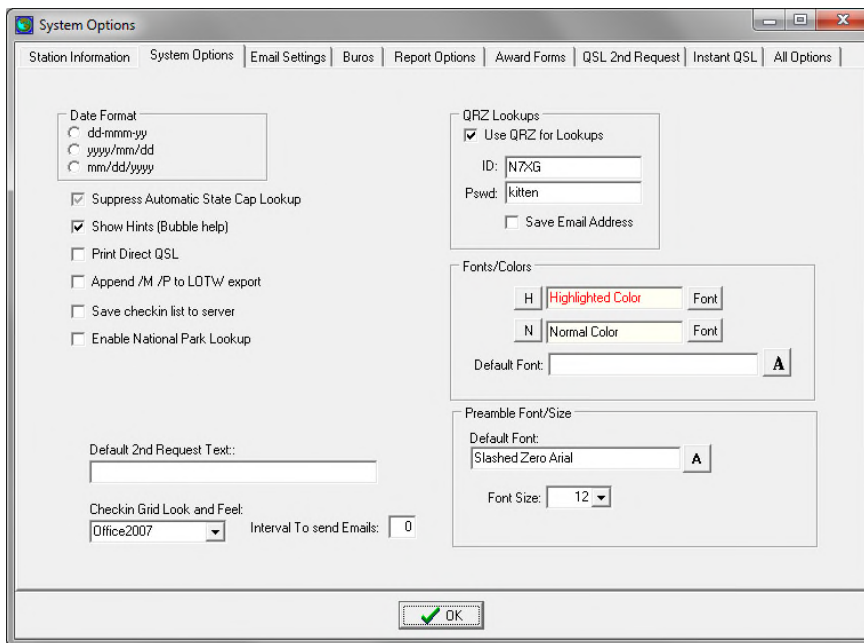 System Options
Station Information System Options Email Settings Buros Report Options Award Forms QSL 2nd Request Instant QSL All Options
Date Format
dd-mmm-yy
yyyy/mm/dd
mm/dd/yyyy
Suppress Automatic State Cap Lookup
Show Hints (Bubble help)
Print Direct QSL
Append /M /P to LOTW export
Save checkin list to server
Enable National Park Lookup
Default 2nd Request Text::
Checkin Grid Look and Feel:
Office2007
Interval To send Emails: 0
QRZ Lookups
Use QRZ for Lookups
ID: N7XG
Pswd: kitten
Save Email Address
Fonts/Colors
H Highlighted Color Font
N Normal Color Font
Default Font: A
Preamble Font/Size
Default Font:
Slashed Zero Arial A
Font Size: 12
OK